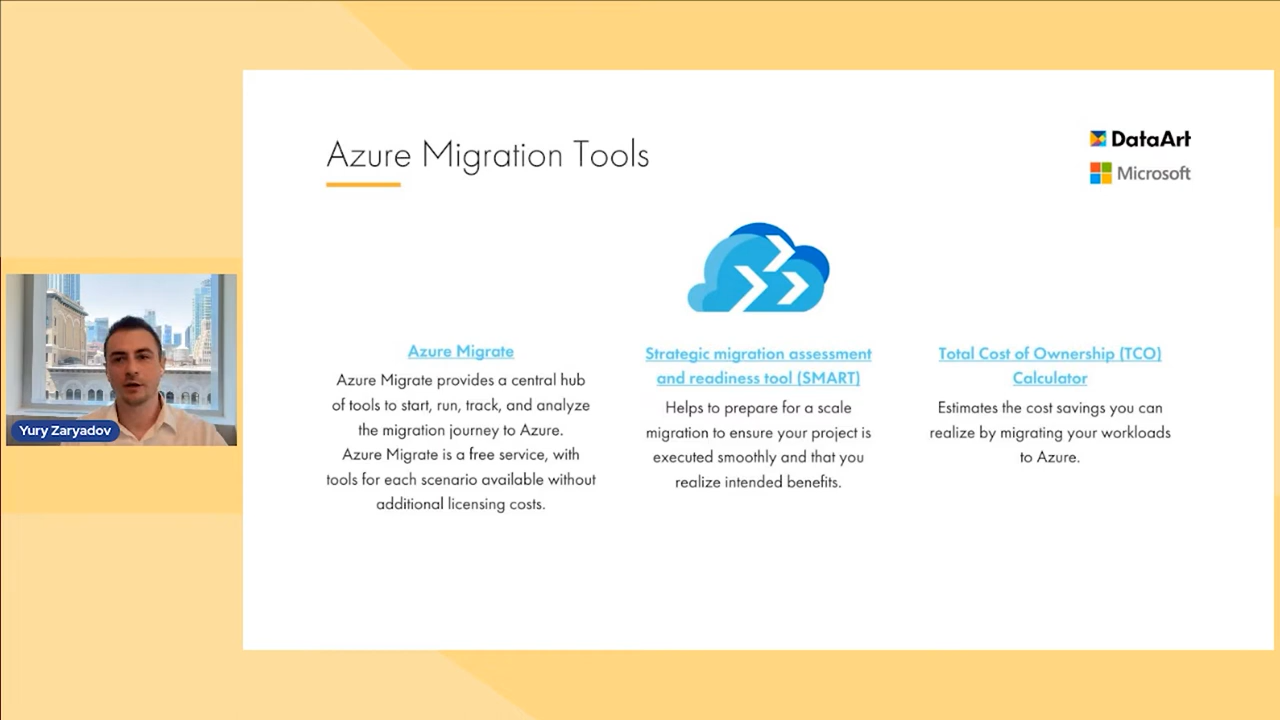 Azure Migration Tools
DataArt
Microsoft
Azure Migrate
Azure Migrate provides a central hub
of tools to start, run, track, and analyze
the migration journey to Azure.
Azure Migrate is a free service, with
tools for each scenario available without
additional licensing costs.
Strategic migration assessment
and readiness tool (SMART)
Helps to prepare for a scale
migration to ensure your project is
executed smoothly and that you
realize intended benefits.
Total Cost of Ownership (TCO)
Calculator
Estimates the cost savings you can
realize by migrating your workloads
to Azure.
Yury Zaryadov